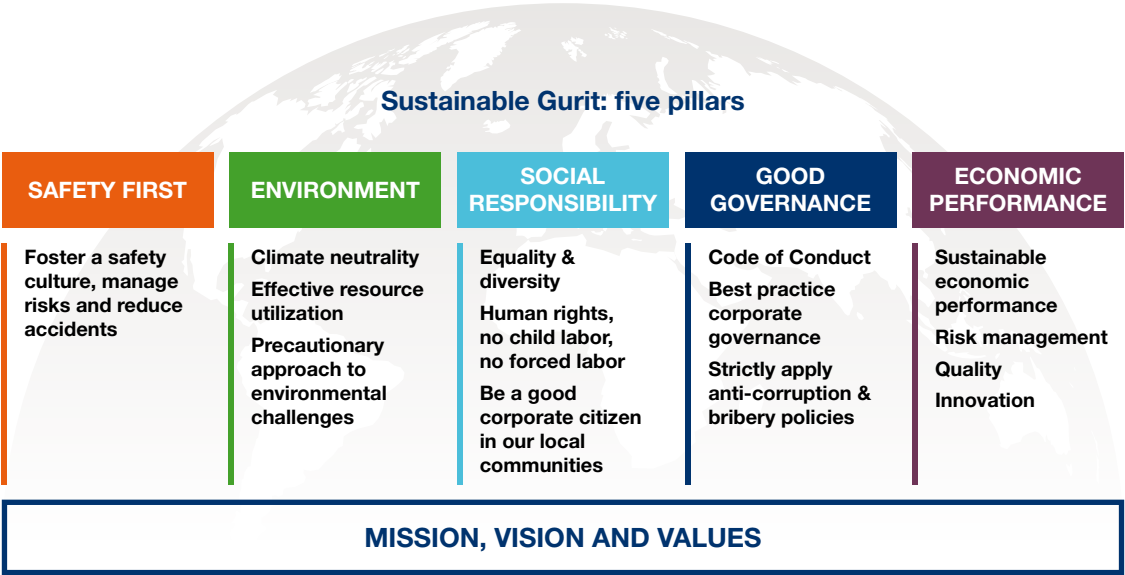 Sustainable Gurit: five pillars
SAFETY FIRST
Foster a safety
culture, manage
risks and reduce
accidents
ENVIRONMENT
Climate neutrality
Effective resource
utilization
Precautionary
approach to
environmental
challenges
SOCIAL
RESPONSIBILITY
Equality &
diversity
Human rights,
no child labor,
no forced labor
Be a good
corporate citizen
in our local
communities
GOOD
GOVERNANCE
Code of Conduct
Best practice
corporate
governance
Strictly apply
anti-corruption &
bribery policies
ECONOMIC
PERFORMANCE
Sustainable
economic
performance
Risk management
Quality
Innovation
MISSION, VISION AND VALUES